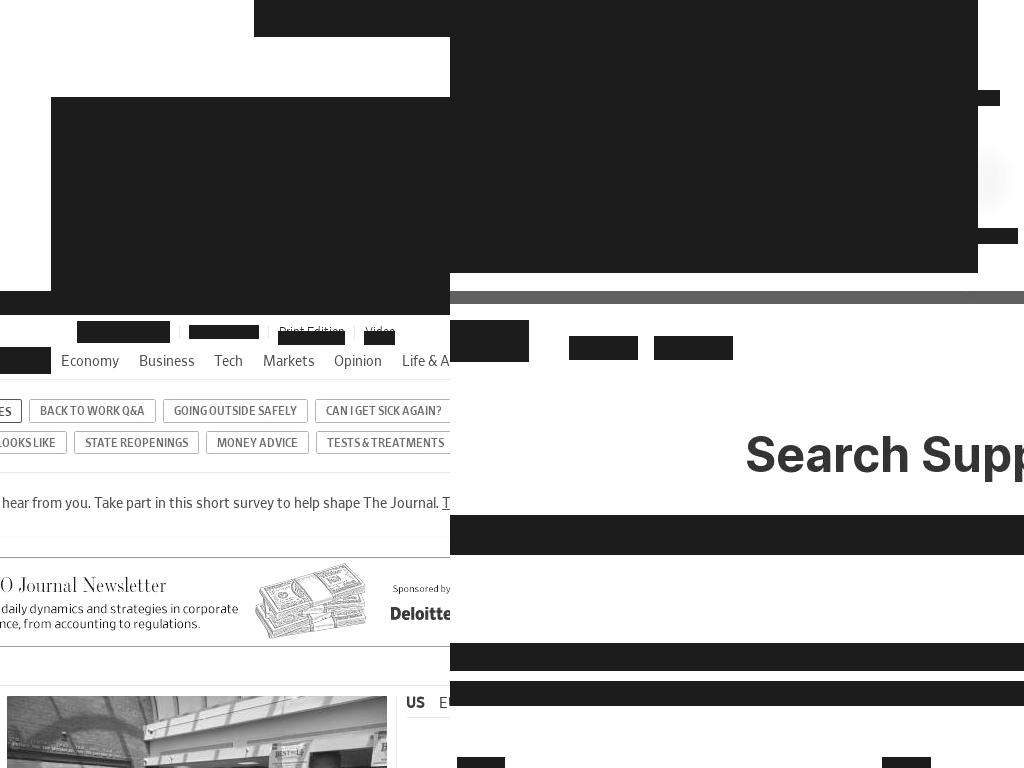 Print Edition Video
Economy Business Tech Markets Opinion Life & A
ES BACK TO WORK Q&A GOING OUTSIDE SAFELY CAN I GET SICK AGAIN?
LOOKS LIKE STATE REOPENINGS MONEY ADVICE TESTS & TREATMENTS
hear from you. Take part in this short survey to help shape The Journal. T
O Journal Newsletter
daily dynamics and strategies in corporate
nce, from accounting to regulations.
Sponsored by
Deloitte
US
Search Supp